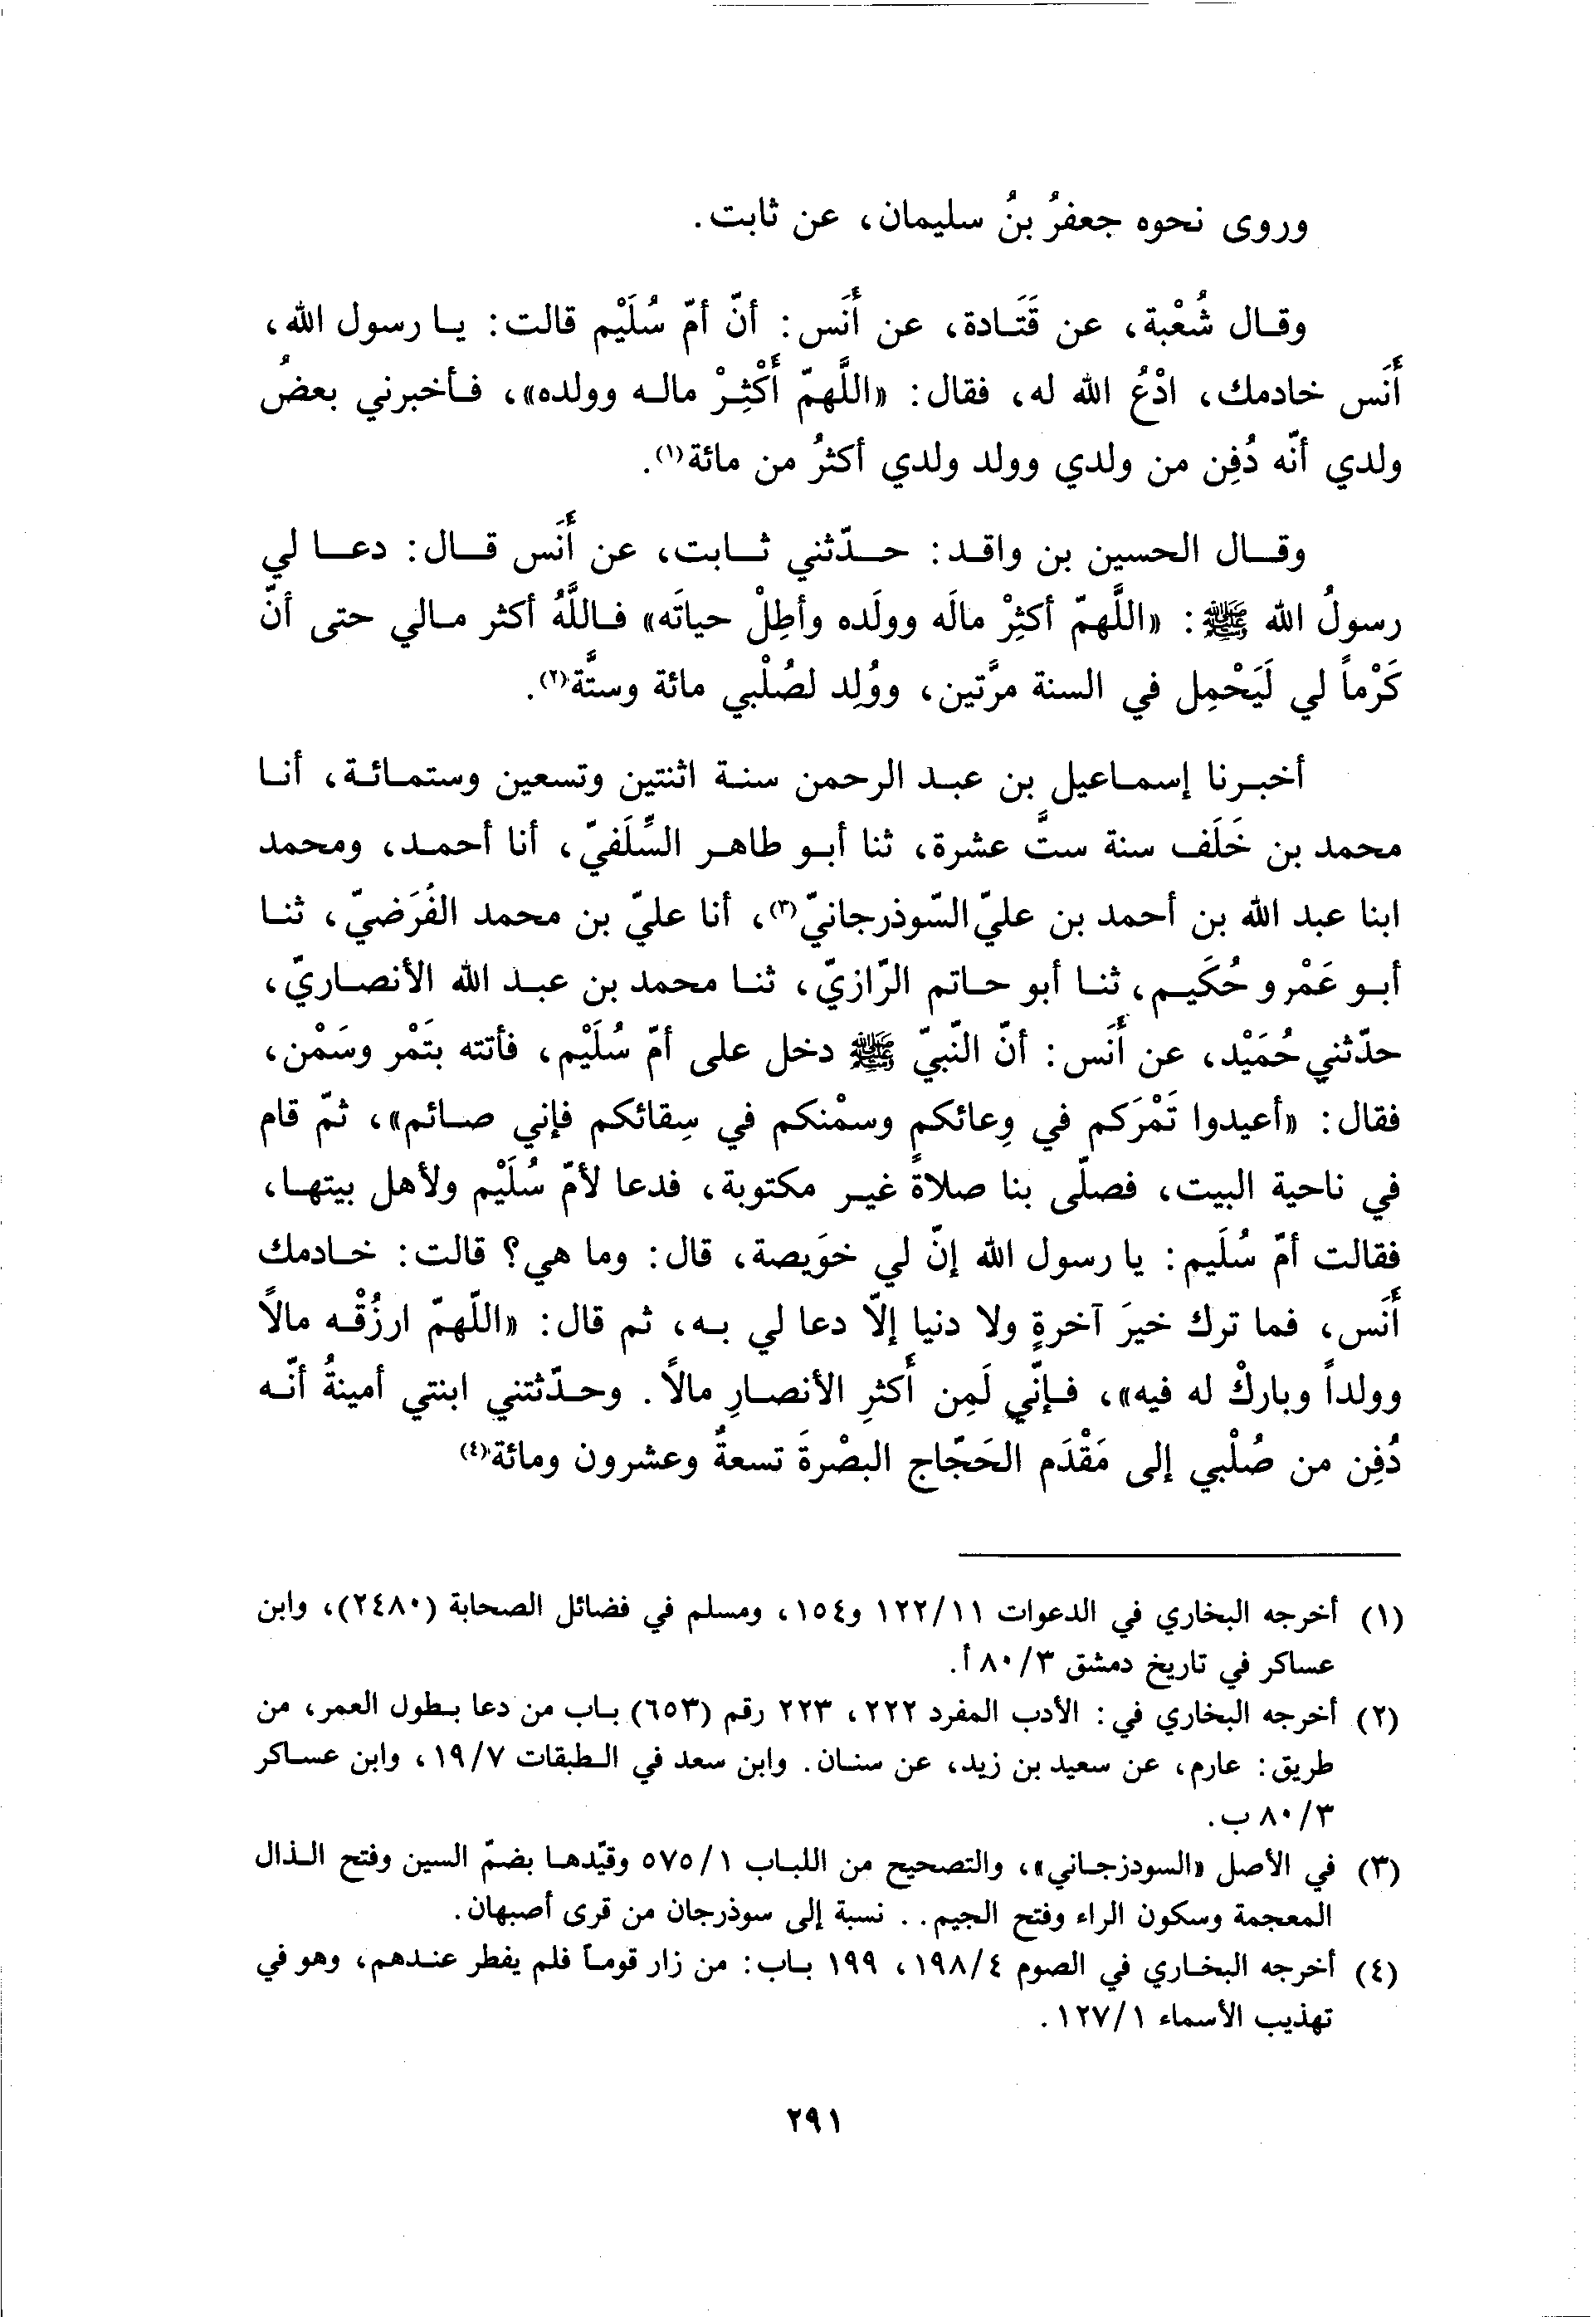 وروى نحوه جعفرُ بنُ سليمان، عن ثابت.
وقال شُعْبة، عن قَتَادة، عن أَنَس: أنّ أمّ سُلَيْم قالت: يا رسول الله،
أَنَس خادمك، ادْعُ الله له، فقال: «اللَّهمّ أَكْثِرْ ماله وولده»، فأخبرني بعضُ
ولدي أنّه دُفِن من ولدي وولد ولدي أكثرُ من مائة(١).
وقال الحسين بن واقد: حدّثني ثابت، عن أَنَس قال: دعا لي
رسولُ الله ﷺ: «اللَّهمّ أكثِرْ مالَه وولَده وأطِلْ حياتَه» فاللَّهُ أكثر مالي حتى أنّ
كَرْماً لي لَيَحْمِل في السنة مرَّتين، ووُلِد لصُلْبي مائة وستَّة(٢).
أخبرنا إسماعيل بن عبد الرحمن سنة اثنتين وتسعين وستمائة، أنا
محمد بن خَلَف سنة ستَّ عشرة، ثنا أبو طاهر السِّلَفيّ، أنا أحمد، ومحمد
ابنا عبد الله بن أحمد بن عليّ السّوذرجانيّ(٣)، أنا عليّ بن محمد الفُرَضيّ، ثنا
أبو عَمْرو حُكَيم، ثنا أبو حاتم الرّازيّ، ثنا محمد بن عبد الله الأنصاريّ،
حدّثني حُمَيْد، عن أَنَس: أنّ النّبيّ ﷺ دخل على أمّ سُلَيْم، فأتته بتَمْر وسَمْن،
فقال: «أعيدوا تَمْرَكم في وِعائكم وسمْنكم في سِقائكم فإني صائم»، ثمّ قام
في ناحية البيت، فصلّى بنا صلاةً غير مكتوبة، فدعا لأمّ سُلَيْم ولأهل بيتها،
فقالت أمّ سُلَيم: يا رسول الله إنّ لي خوَيصة، قال: وما هي؟ قالت: خادمك
أَنَس، فما ترك خيرَ آخرةٍ ولا دنيا إلّا دعا لي به، ثم قال: «اللّهمّ ارزُقْه مالاً
وولداً وباركْ له فيه»، فإنّي لَمِن أَكثرِ الأنصارِ مالاً. وحدّثتني ابنتي أمينةُ أنّه
دُفِن من صُلْبي إلى مَقْدَم الحَجّاج البصْرةَ تسعةٌ وعشرون ومائة(٤)
(١) أخرجه البخاري في الدعوات ١٢٢/١١ و١٥٤، ومسلم في فضائل الصحابة (٢٤٨٠)، وابن
عساكر في تاريخ دمشق ٨٠/٣ أ.
(٢) أخرجه البخاري في: الأدب المفرد ٢٢٢، ٢٢٣ رقم (٦٥٣) باب من دعا بطول العمر، من
طريق: عارم، عن سعيد بن زيد، عن سنان. وابن سعد في الطبقات ١٩/٧، وابن عساكر
٨٠/٣ ب.
(٣) في الأصل «السودزجاني»، والتصحيح من اللباب ٥٧٥/١ وقيّدها بضمّ السين وفتح الذال
المعجمة وسكون الراء وفتح الجيم.. نسبة إلى سوذرجان من قرى أصبهان.
(٤) أخرجه البخاري في الصوم ١٩٨/٤، ١٩٩ باب: من زار قوماً فلم يفطر عندهم، وهو في
تهذيب الأسماء ١٢٧/١.
٢٩١